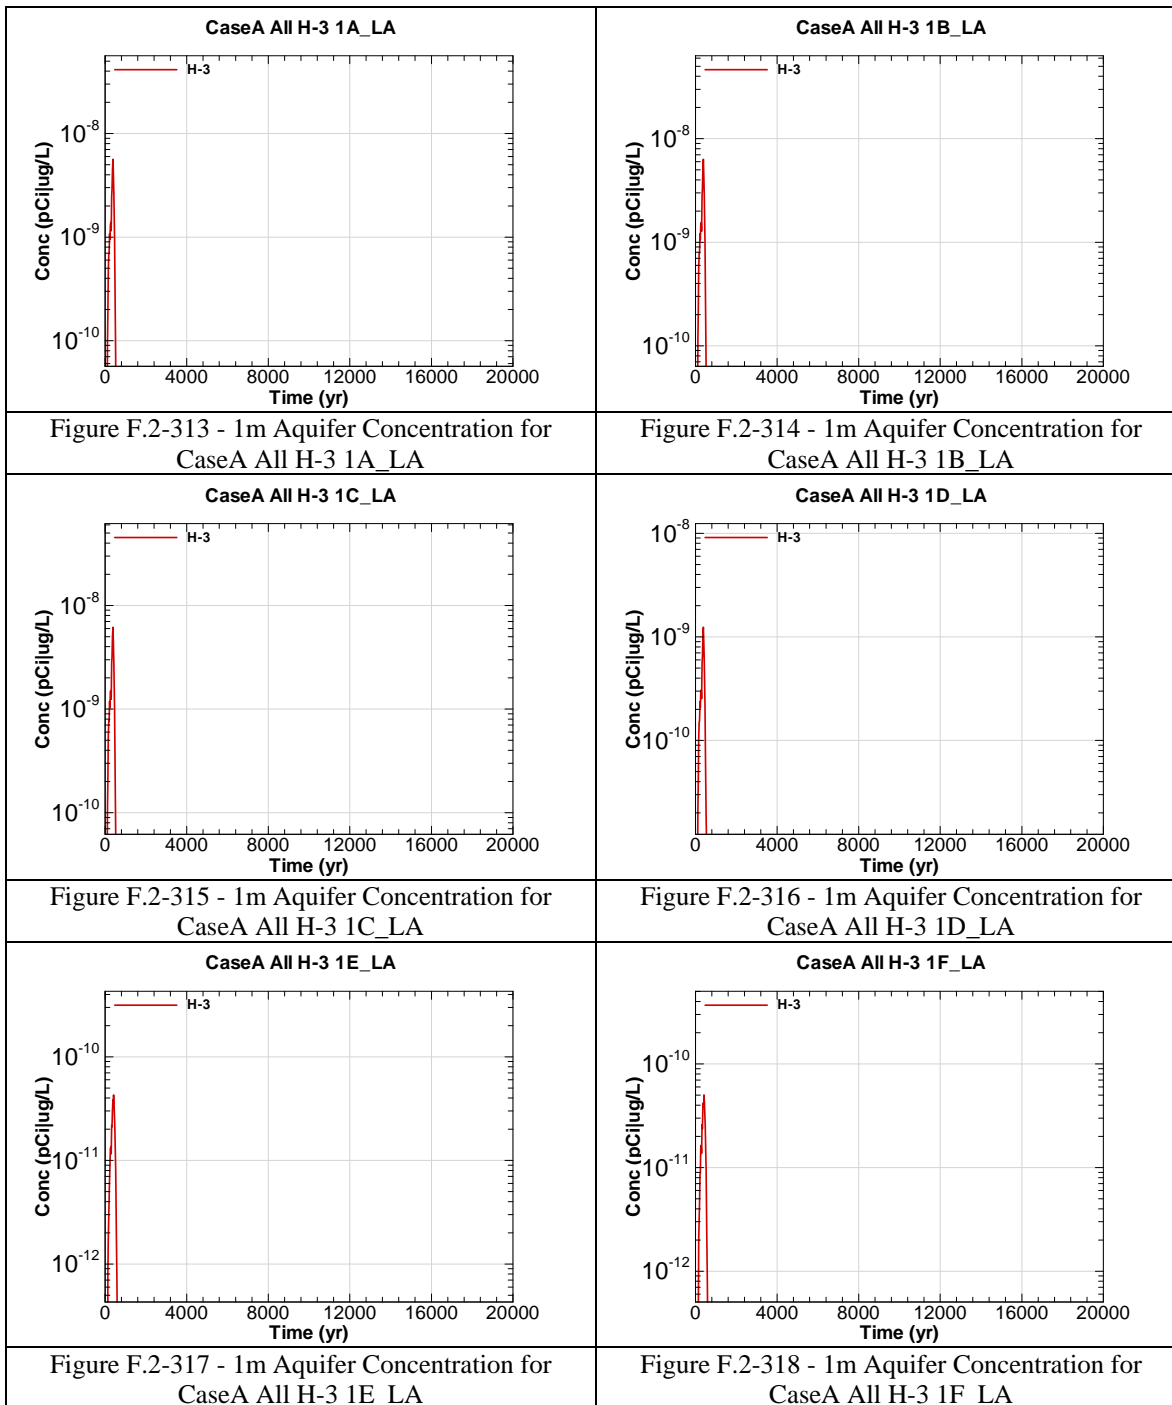 CaseA All H-3 1A_LA
H-3
10-8
10-9
10-10
Conc (pCi|ug/L)
0 4000 8000 12000 16000 20000
Time (yr)
Figure F.2-313 - 1m Aquifer Concentration for
CaseA All H-3 1A_LA
CaseA All H-3 1B_LA
H-3
10-8
10-9
10-10
Conc (pCi|ug/L)
0 4000 8000 12000 16000 20000
Time (yr)
Figure F.2-314 - 1m Aquifer Concentration for
CaseA All H-3 1B_LA
CaseA All H-3 1C_LA
H-3
10-8
10-9
10-10
Conc (pCi|ug/L)
0 4000 8000 12000 16000 20000
Time (yr)
Figure F.2-315 - 1m Aquifer Concentration for
CaseA All H-3 1C_LA
CaseA All H-3 1D_LA
H-3
10-8
10-9
10-10
Conc (pCi|ug/L)
0 4000 8000 12000 16000 20000
Time (yr)
Figure F.2-316 - 1m Aquifer Concentration for
CaseA All H-3 1D_LA
CaseA All H-3 1E_LA
H-3
10-10
10-11
10-12
Conc (pCi|ug/L)
0 4000 8000 12000 16000 20000
Time (yr)
Figure F.2-317 - 1m Aquifer Concentration for
CaseA All H-3 1E_LA
CaseA All H-3 1F_LA
H-3
10-10
10-11
10-12
Conc (pCi|ug/L)
0 4000 8000 12000 16000 20000
Time (yr)
Figure F.2-318 - 1m Aquifer Concentration for
CaseA All H-3 1F_LA